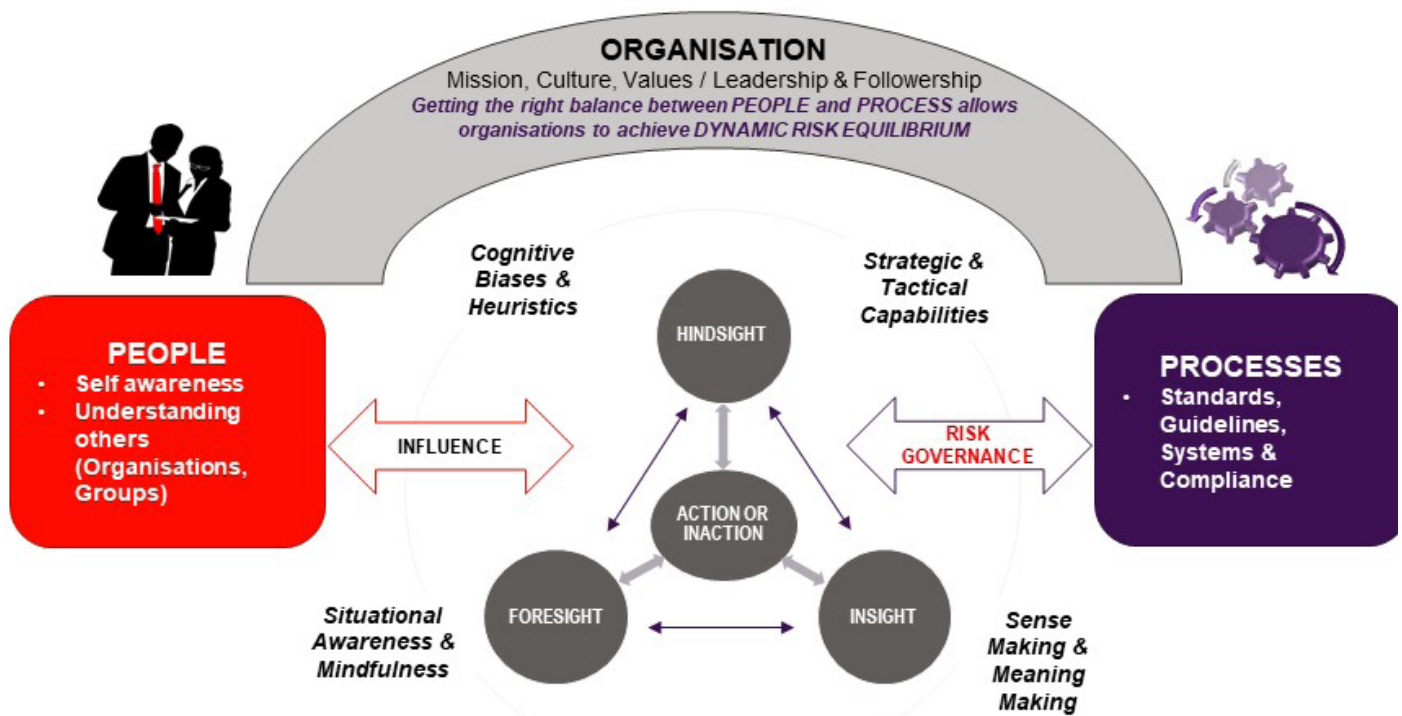 ORGANISATION
Mission, Culture, Values / Leadership & Followership
Getting the right balance between PEOPLE and PROCESS allows
organisations to achieve DYNAMIC RISK EQUILIBRIUM
PEOPLE
• Self awareness
• Understanding
others
(Organisations,
Groups)
INFLUENCE
Cognitive
Biases &
Heuristics
Strategic &
Tactical
Capabilities
HINDSIGHT
ACTION OR
INACTION
FORESIGHT
INSIGHT
Situational
Awareness &
Mindfulness
Sense
Making &
Meaning
Making
RISK
GOVERNANCE
PROCESSES
• Standards,
Guidelines,
Systems &
Compliance